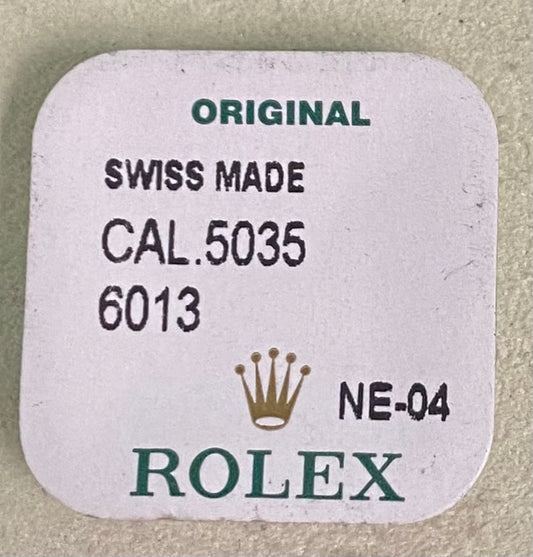 ORIGINAL
SWISS MADE
CAL.5035
6013
NE-04
ROLEX